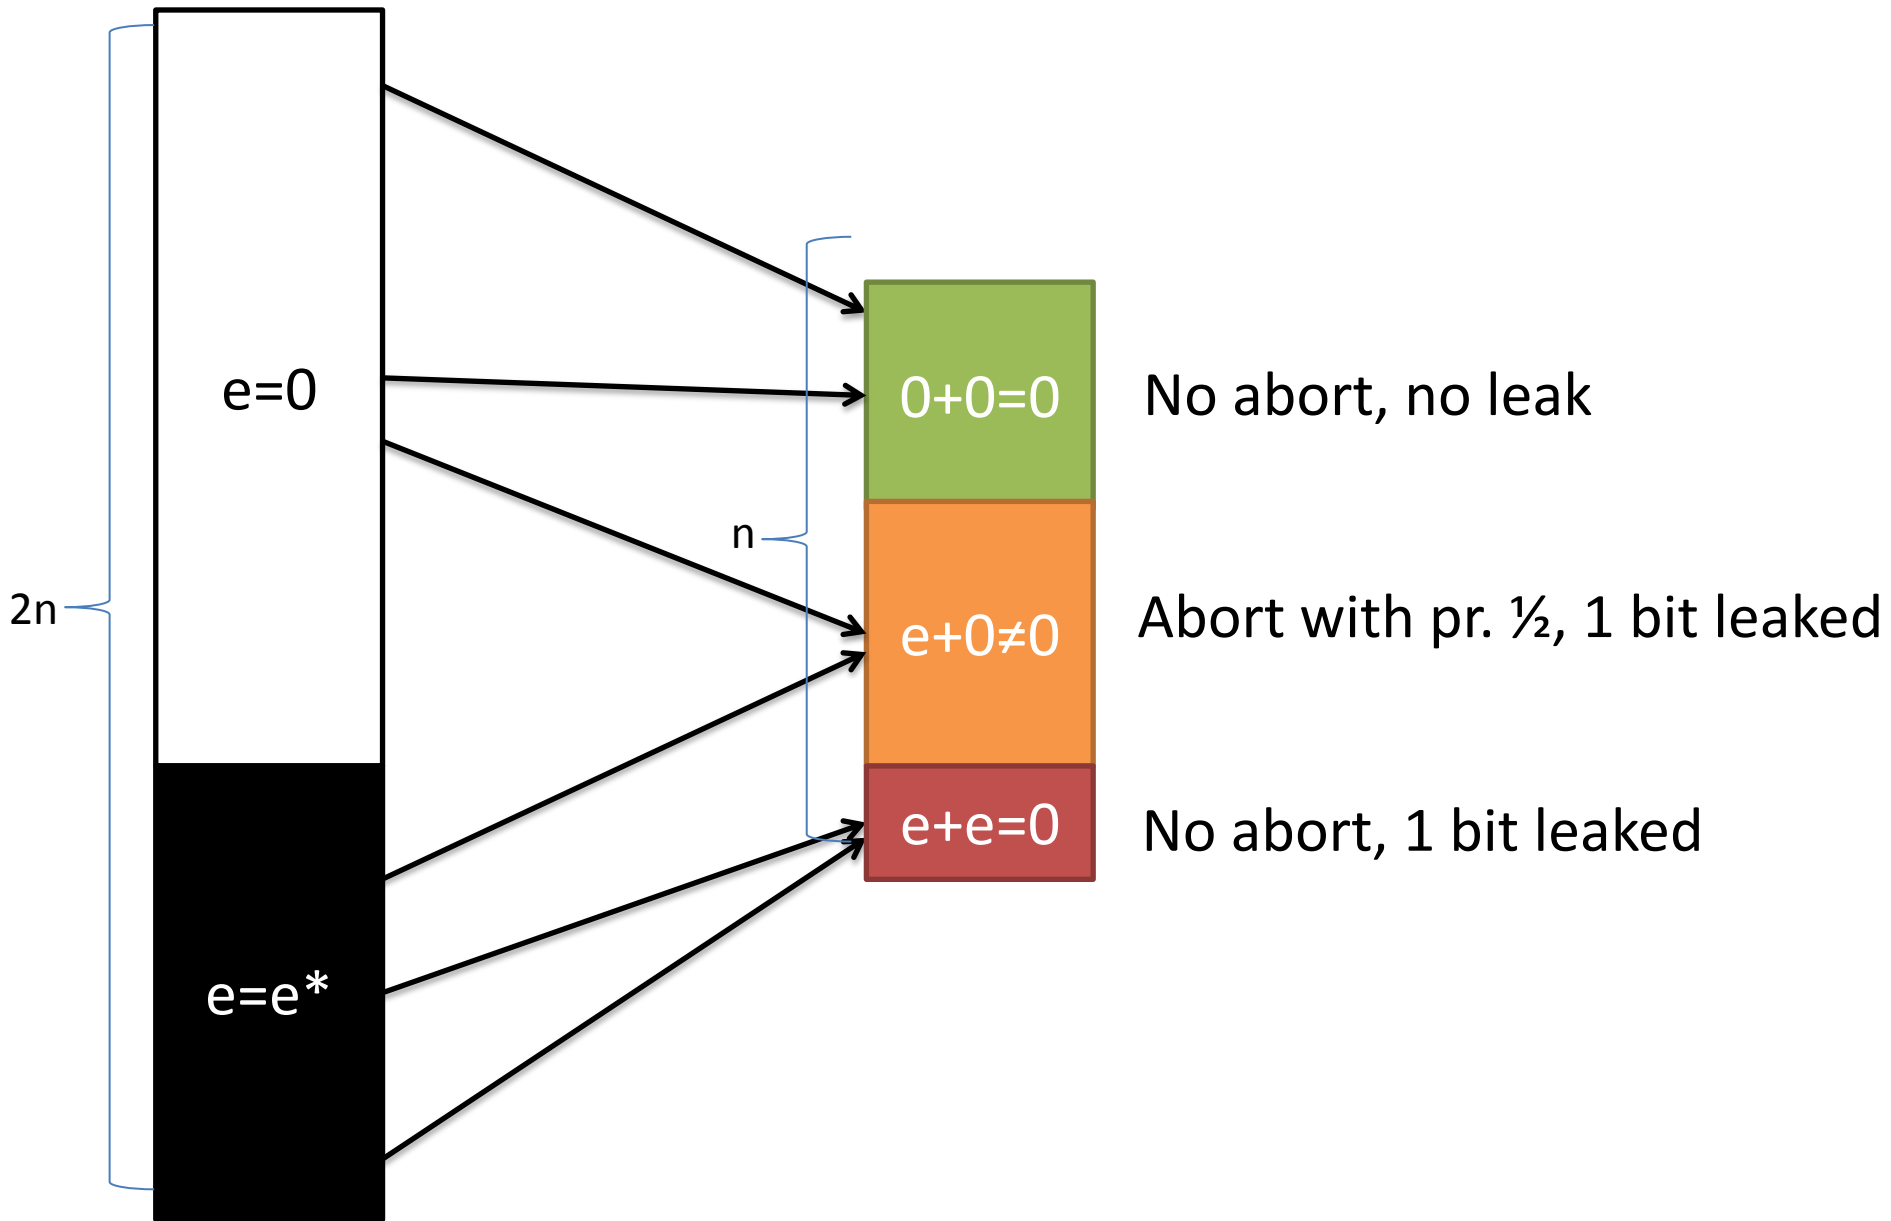 e=0
0+0=0
No abort, no leak
n
2n
e+0≠0
Abort with pr. ½, 1 bit leaked
e+e=0
No abort, 1 bit leaked
e=e*